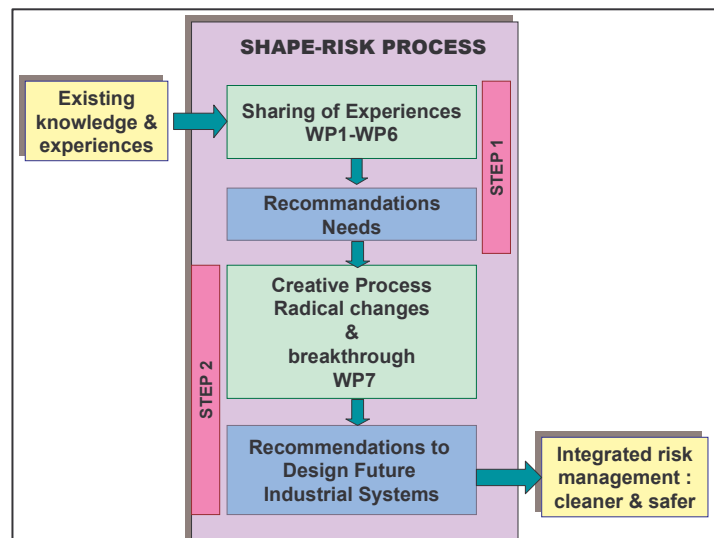 SHAPE-RISK PROCESS
Existing
knowledge &
experiences
Sharing of Experiences
WP1-WP6
STEP 1
Recommandations
Needs
Creative Process
Radical changes
&
breakthrough
WP7
STEP 2
Recommendations to
Design Future
Industrial Systems
Integrated risk
management :
cleaner & safer